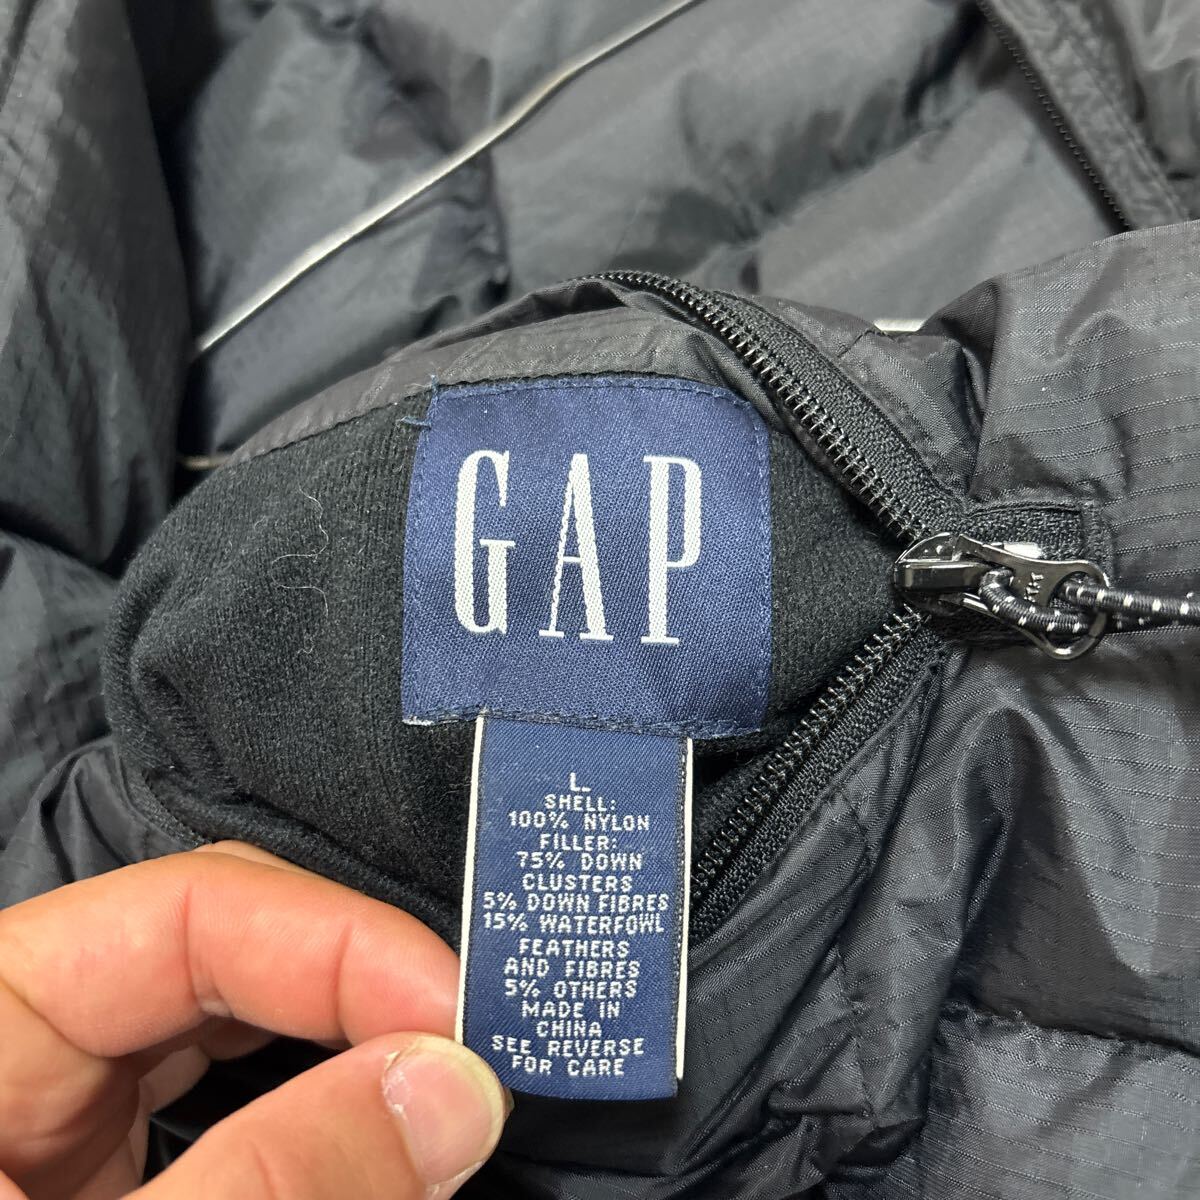 GAP
L
SHELL:
100% NYLON
FILLER:
75% DOWN
CLUSTERS
5% DOWN FIBRES
15% WATERFOWL
FEATHERS
AND FIBRES
5% OTHERS
MADE IN
CHINA
SEE REVERSE
FOR CARE